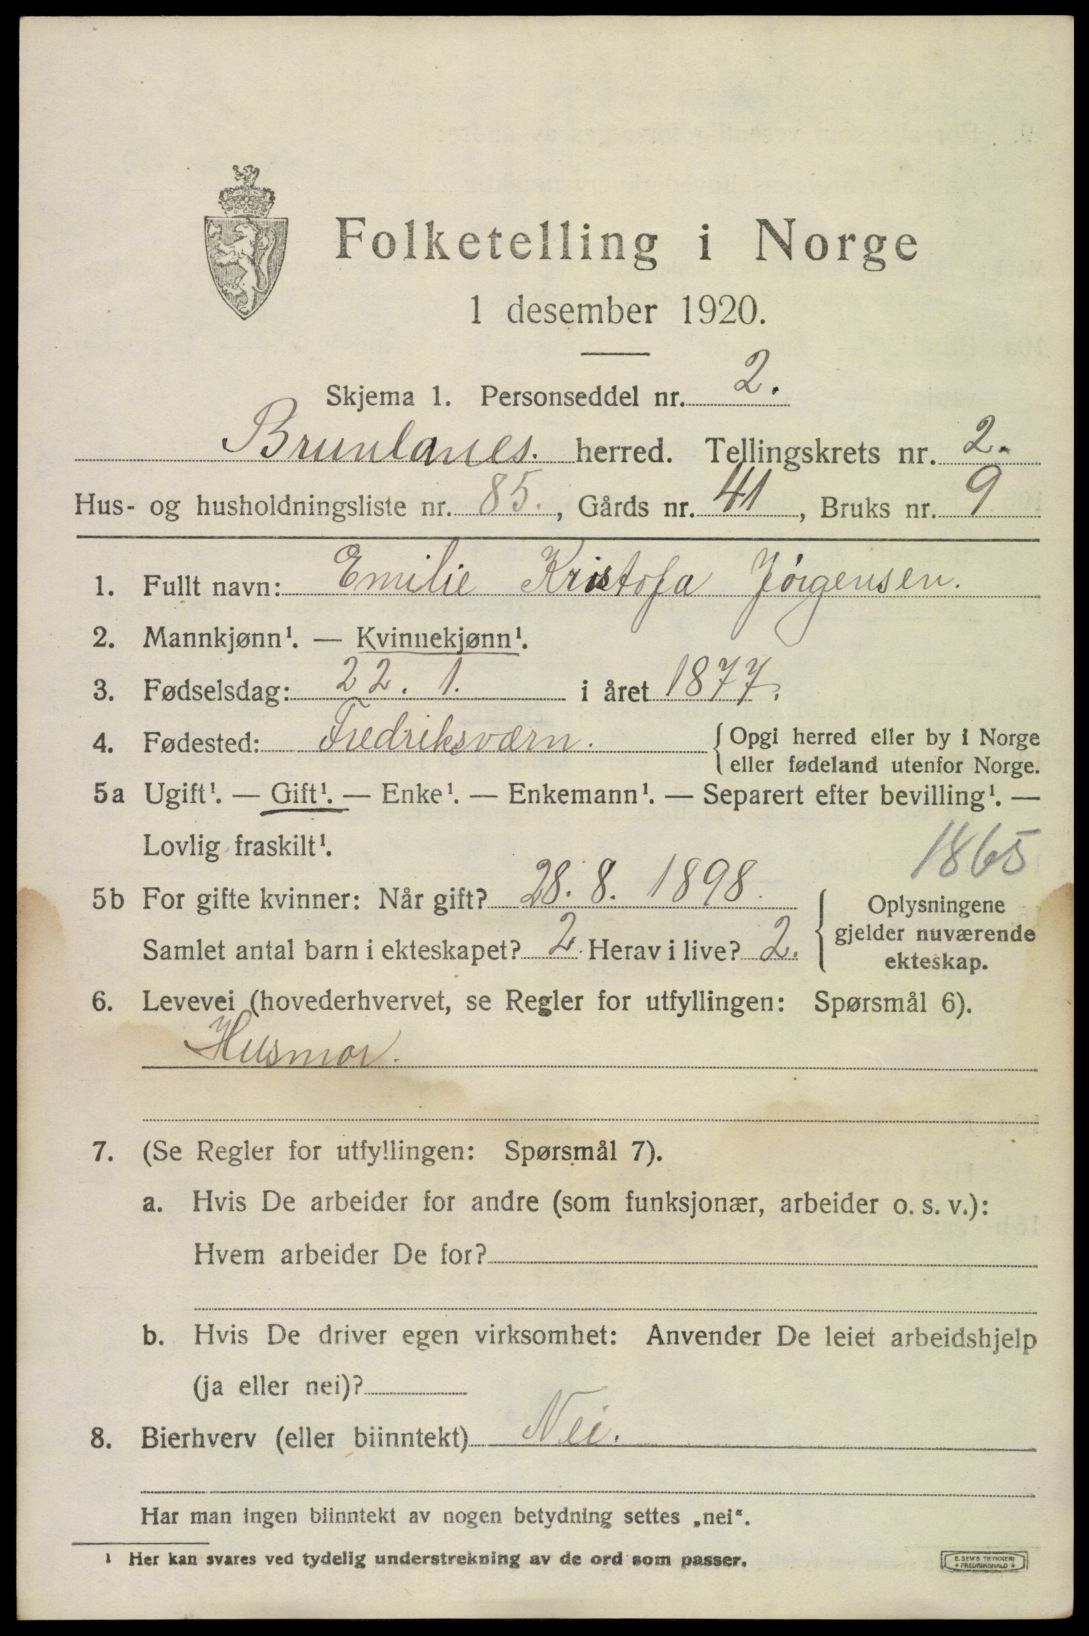 Folketelling i Norge
1 desember 1920.
Skjema 1. Personseddel nr. 2.
Brunlanes. herred. Tellingskrets nr. 2.
Hus- og husholdningsliste nr. 85., Gårds nr. 41, Bruks nr. 9
1. Fullt navn: Emilie Kristofa Jörgensen.
2. Mannkjønn¹. — Kvinnekjønn¹.
3. Fødselsdag: 22. 1. i året 1877.
4. Fødested: Fredriksværn. { Opgi herred eller by i Norge
eller fødeland utenfor Norge.
5a Ugift¹. — Gift¹. — Enke¹. — Enkemann¹. — Separert efter bevilling¹. —
Lovlig fraskilt¹.
1865
5b For gifte kvinner: Når gift? 28. 8. 1898.
Samlet antal barn i ekteskapet? 2. Herav i live? 2.
{ Oplysningene
gjelder nuværende
ekteskap.
6. Levevei (hovederhvervet, se Regler for utfyllingen: Spørsmål 6).
Husmor.
7. (Se Regler for utfyllingen: Spørsmål 7).
a. Hvis De arbeider for andre (som funksjonær, arbeider o. s. v.):
Hvem arbeider De for?
b. Hvis De driver egen virksomhet: Anvender De leiet arbeidshjelp
(ja eller nei)?
8. Bierhverv (eller biinntekt) Nei.
Har man ingen biinntekt av nogen betydning settes „nei".
¹ Her kan svares ved tydelig understrekning av de ord som passer.
E. SEM'S TRYKKERI
* FREDRIKSHALD *